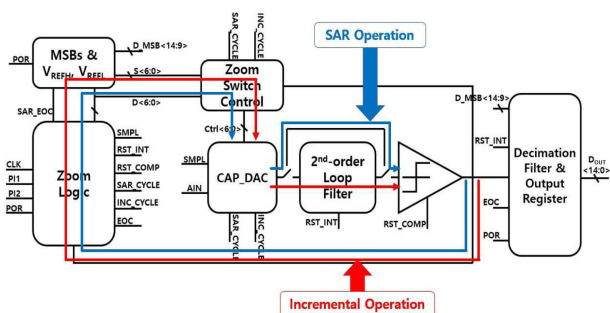 SAR_CYCLE
INC_CYCLE
SAR Operation
POR
MSBs &
V_REFH, V_REFL
D_MSB<14:9>
S<6:0>
D<6:0>
SAR_EOC
Zoom
Switch
Control
Ctrl<6:0>
CLK
PI1
PI2
POR
Zoom
Logic
SMPL
RST_INT
RST_COMP
SAR_CYCLE
INC_CYCLE
EOC
SMPL
AIN
CAP_DAC
SAR_CYCLE
INC_CYCLE
2nd-order
Loop
Filter
RST_INT
RST_COMP
D_MSB<14:9>
RST_INT
EOC
POR
Decimation
Filter &
Output
Register
DOUT
<14:0>
Incremental Operation